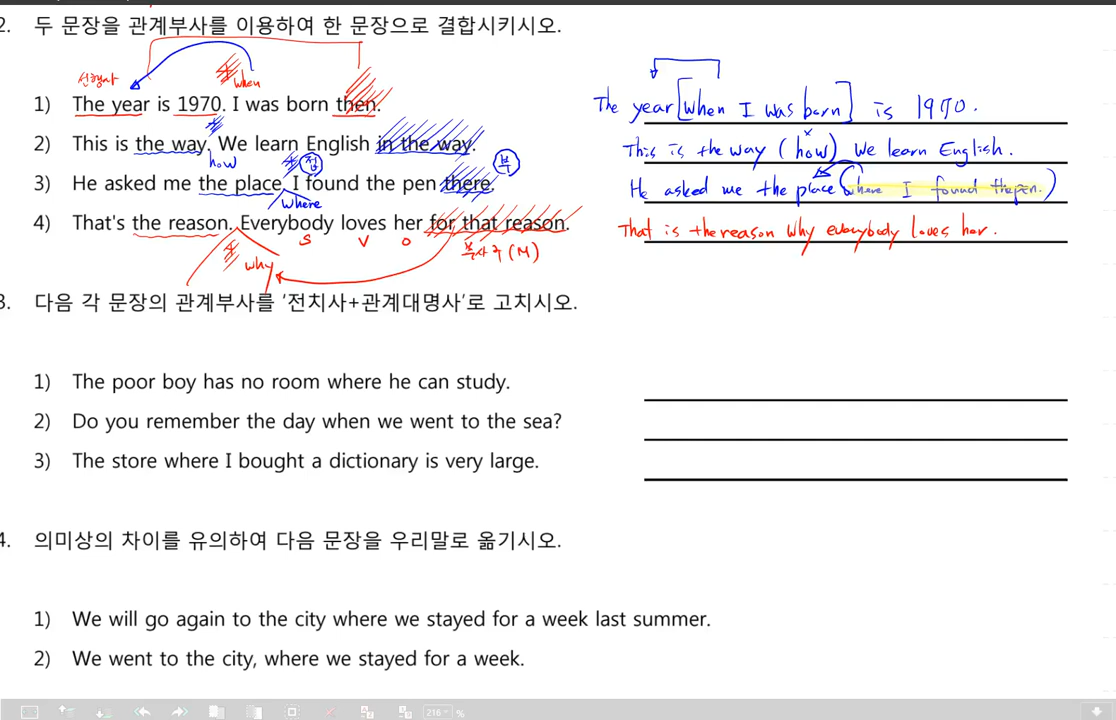 2. 두 문장을 관계부사를 이용하여 한 문장으로 결합시키시오.
선행사
when
1) The year is 1970. I was born then.
The year [when I was born] is 1970.
2) This is the way. We learn English in the way.
This is the way (how) we learn English.
how
접
부
3) He asked me the place. I found the pen there.
He asked me the place (where I found the pen.)
where
4) That's the reason. Everybody loves her for that reason.
That is the reason why everybody loves her.
S V O
부사구 (M)
why
3. 다음 각 문장의 관계부사를 '전치사+관계대명사'로 고치시오.
1) The poor boy has no room where he can study.
2) Do you remember the day when we went to the sea?
3) The store where I bought a dictionary is very large.
4. 의미상의 차이를 유의하여 다음 문장을 우리말로 옮기시오.
1) We will go again to the city where we stayed for a week last summer.
2) We went to the city, where we stayed for a week.
216 %